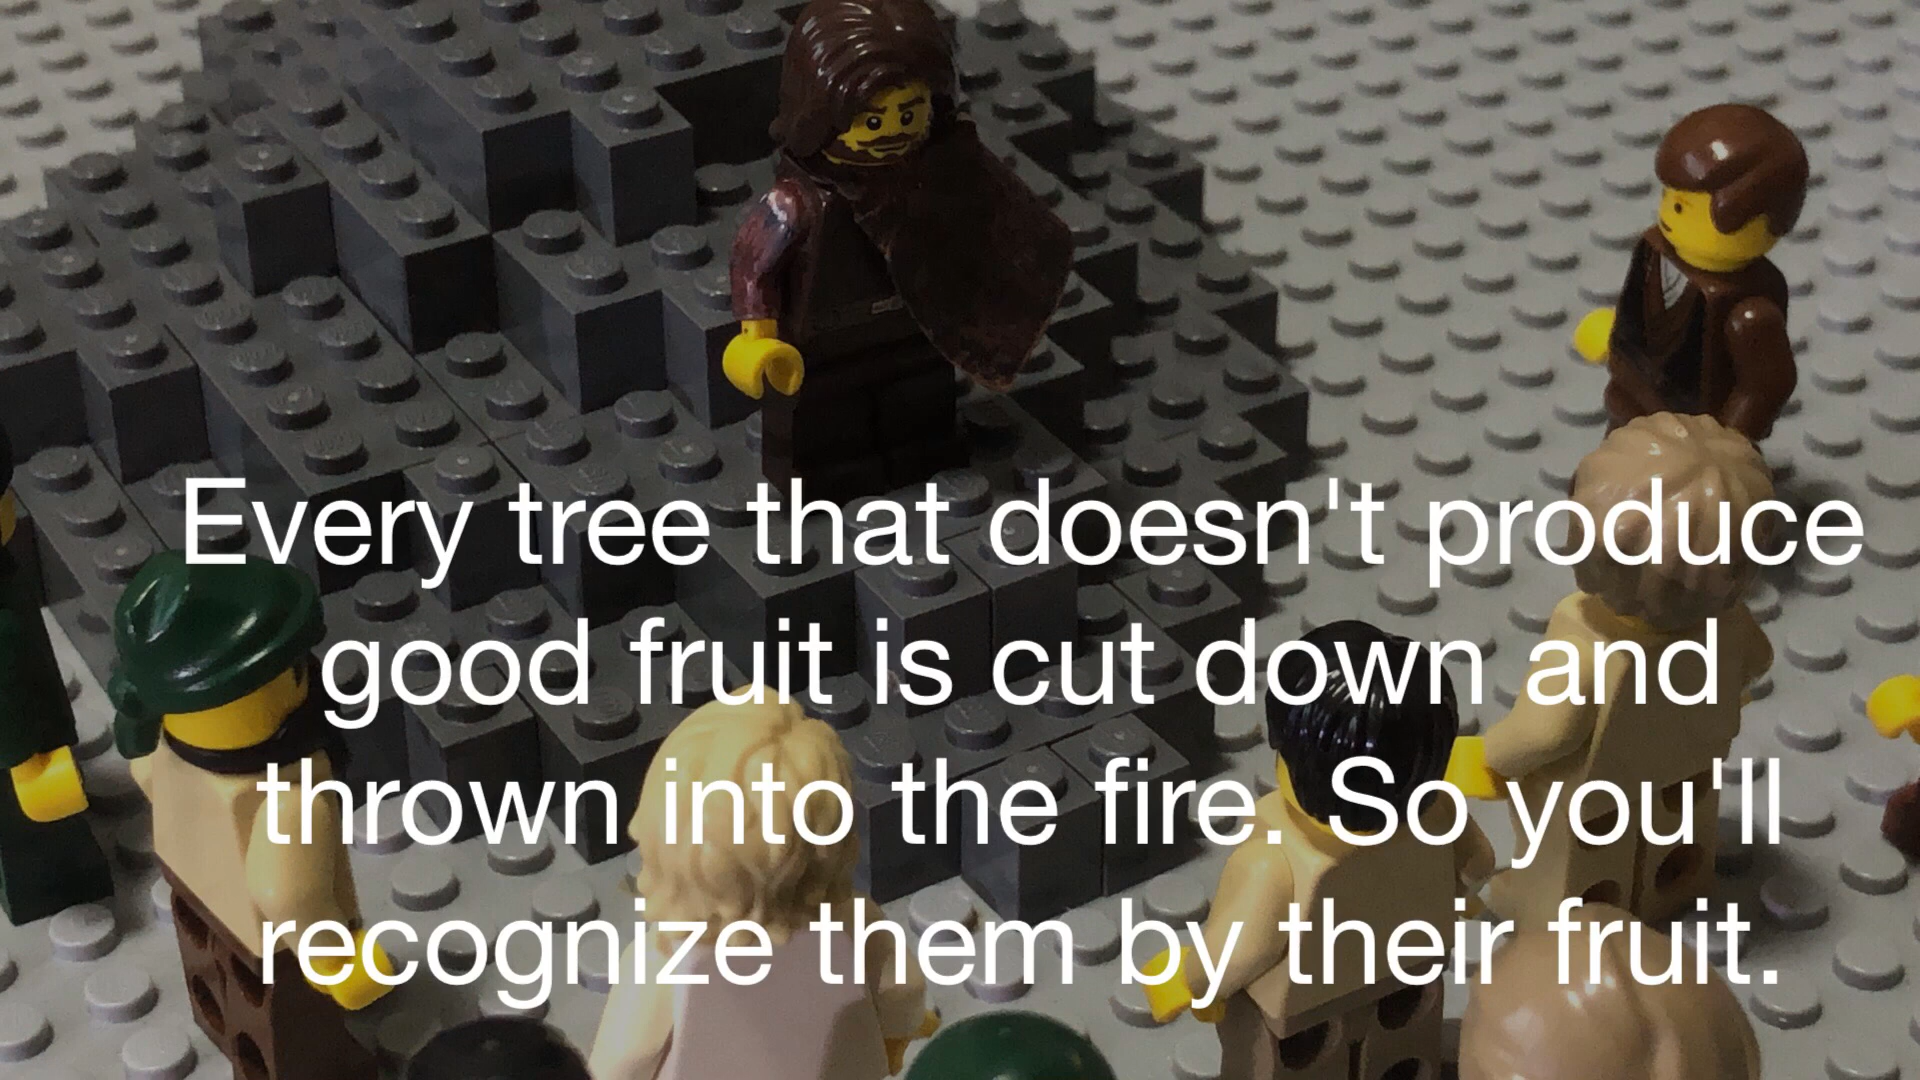 Every tree that doesn't produce
good fruit is cut down and
thrown into the fire. So you'll
recognize them by their fruit.